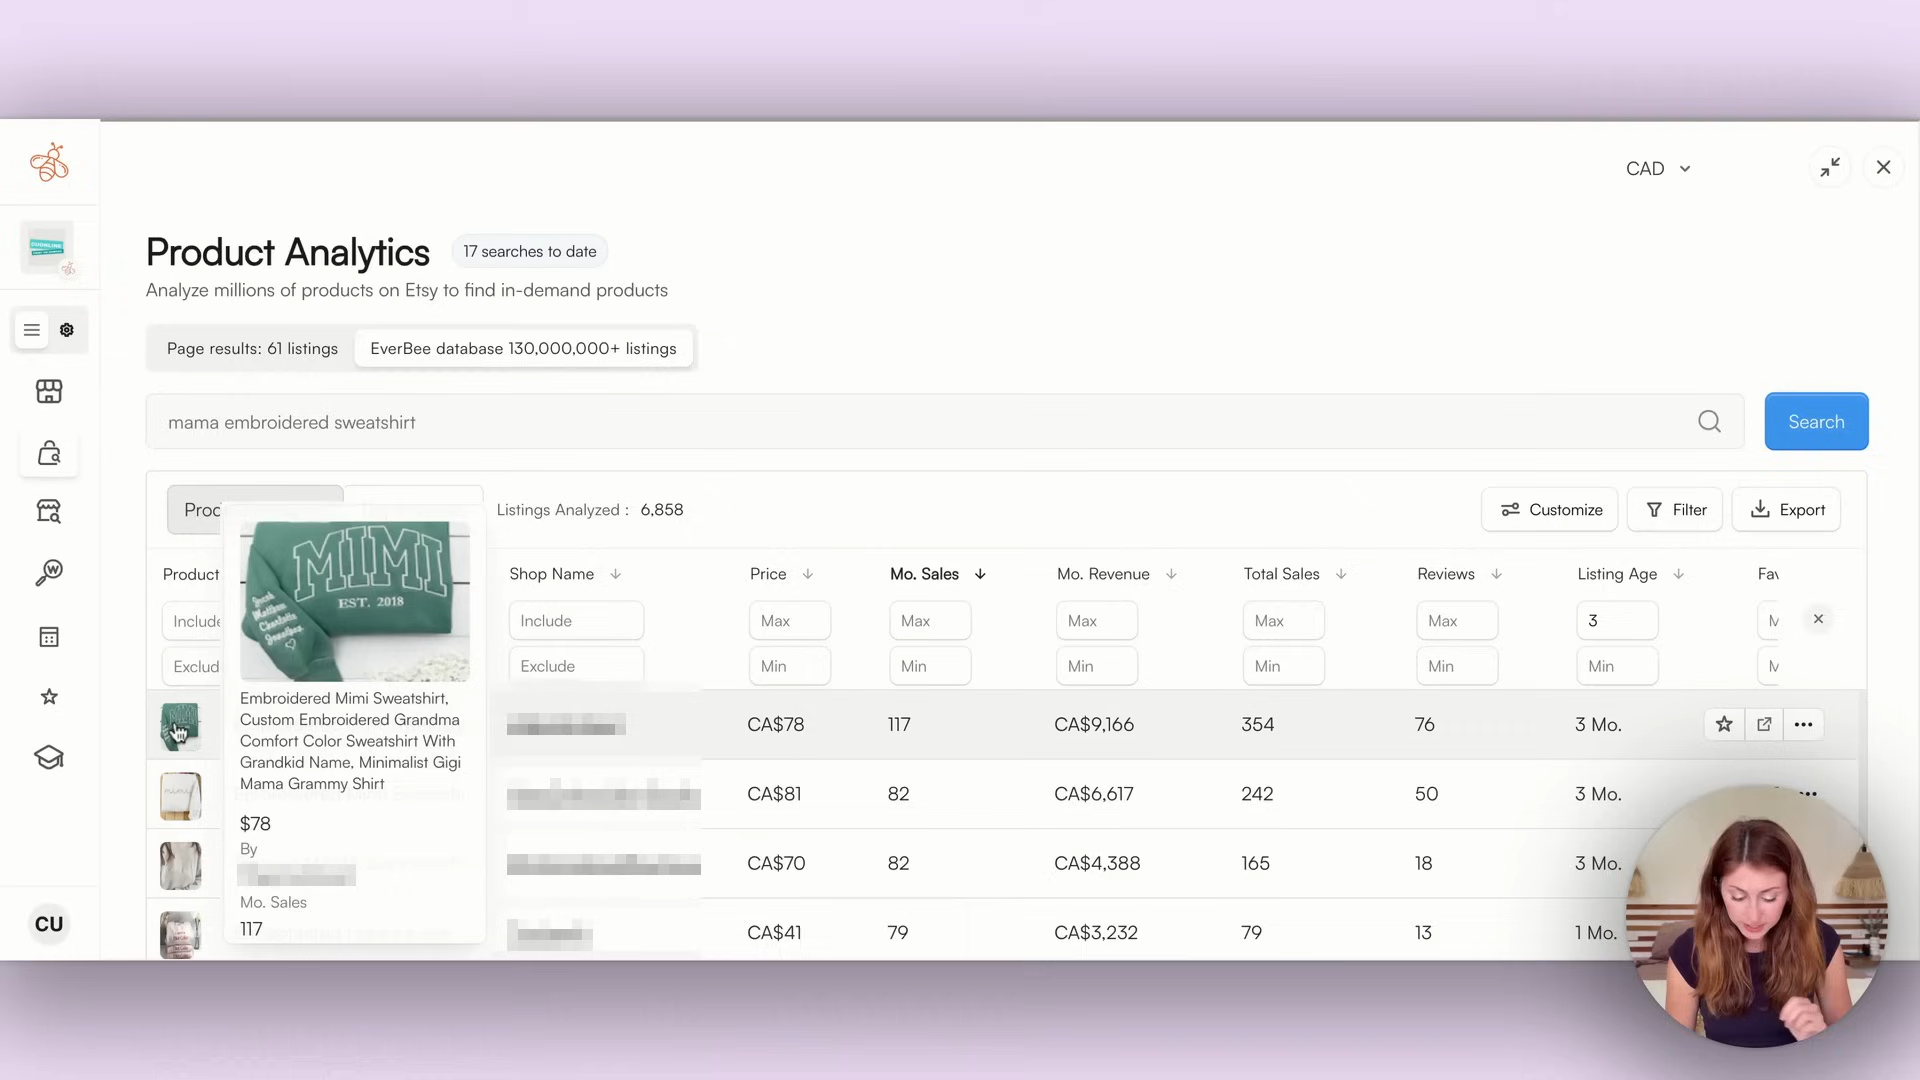 CAD
Product Analytics
17 searches to date
Analyze millions of products on Etsy to find in-demand products
Page results: 61 listings
EverBee database 130,000,000+ listings
mama embroidered sweatshirt
Search
Proc
Listings Analyzed : 6,858
Customize
Filter
Export
Product
Shop Name
Price
Mo. Sales
Mo. Revenue
Total Sales
Reviews
Listing Age
Fav
Include
Include
Max
Max
Max
Max
Max
3
M
Exclud
Exclude
Min
Min
Min
Min
Min
Min
M
MIMI
EST. 2018
Embroidered Mimi Sweatshirt,
Custom Embroidered Grandma
Comfort Color Sweatshirt With
Grandkid Name, Minimalist Gigi
Mama Grammy Shirt
$78
By
Mo. Sales
117
CA$78
117
CA$9,166
354
76
3 Mo.
CA$81
82
CA$6,617
242
50
3 Mo.
CA$70
82
CA$4,388
165
18
3 Mo.
CA$41
79
CA$3,232
79
13
1 Mo.
CU